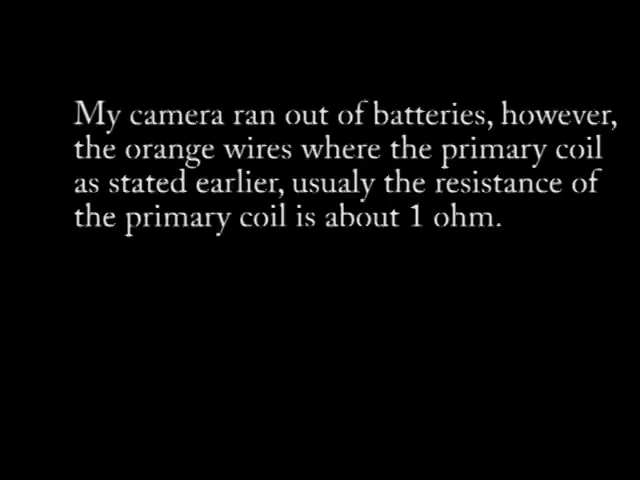 My camera ran out of batteries, however,
the orange wires where the primary coil
as stated earlier, usualy the resistance of
the primary coil is about 1 ohm.